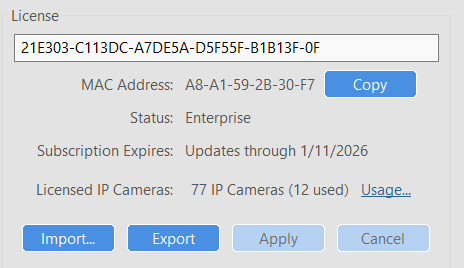 License
21E303-C113DC-A7DE5A-D5F55F-B1B13F-0F
MAC Address: A8-A1-59-2B-30-F7 Copy
Status: Enterprise
Subscription Expires: Updates through 1/11/2026
Licensed IP Cameras: 77 IP Cameras (12 used) Usage...
Import... Export Apply Cancel